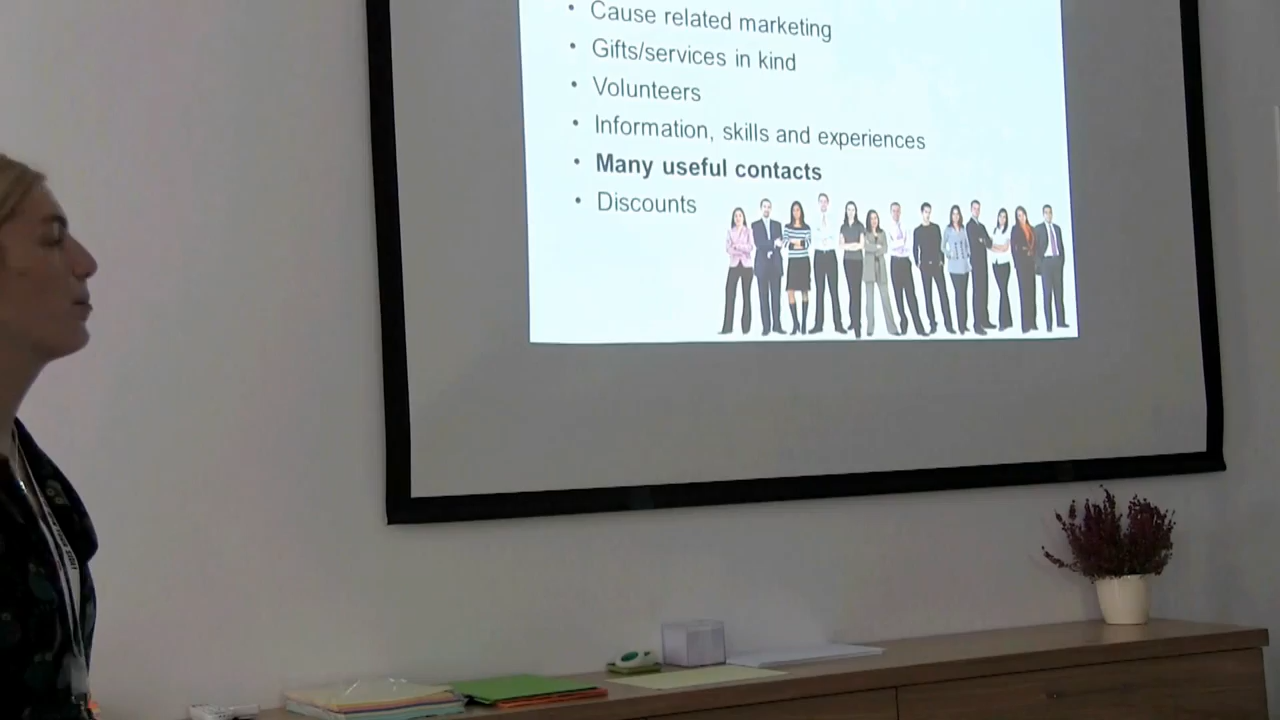 • Cause related marketing
• Gifts/services in kind
• Volunteers
• Information, skills and experiences
• Many useful contacts
• Discounts